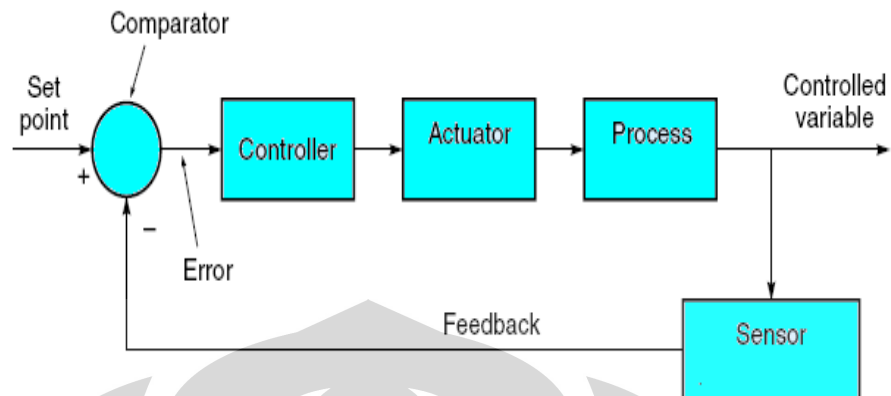 Comparator
Set
point
Controlled
variable
Controller
Actuator
Process
+
−
Error
Feedback
Sensor